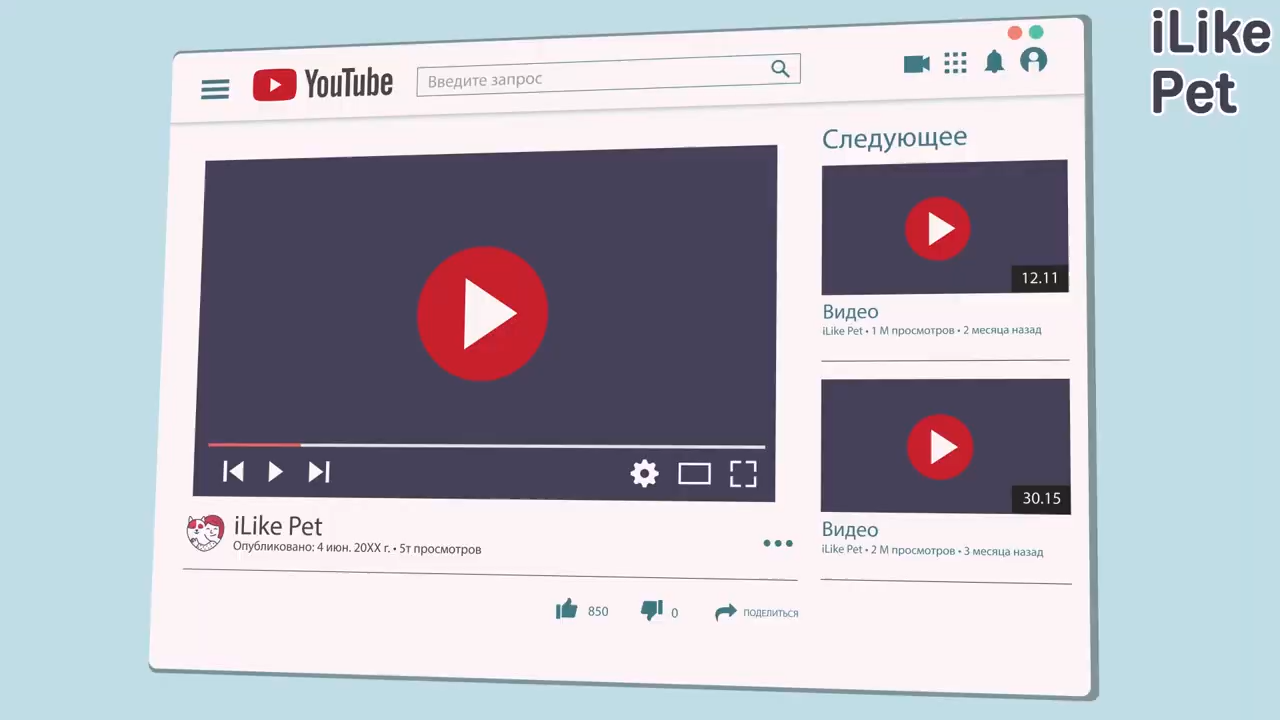 iLike
Pet
YouTube
Введите запрос
Следующее
12.11
Видео
iLike Pet • 1 М просмотров • 2 месяца назад
30.15
Видео
iLike Pet • 2 М просмотров • 3 месяца назад
iLike Pet
Опубликовано: 4 июн. 20XX г. • 5т просмотров
850
0
ПОДЕЛИТЬСЯ